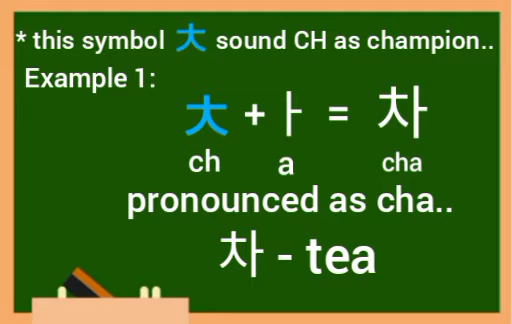 * this symbol 大 sound CH as champion..
Example 1:
大 + ㅏ = 차
ch a cha
pronounced as cha..
차 - tea